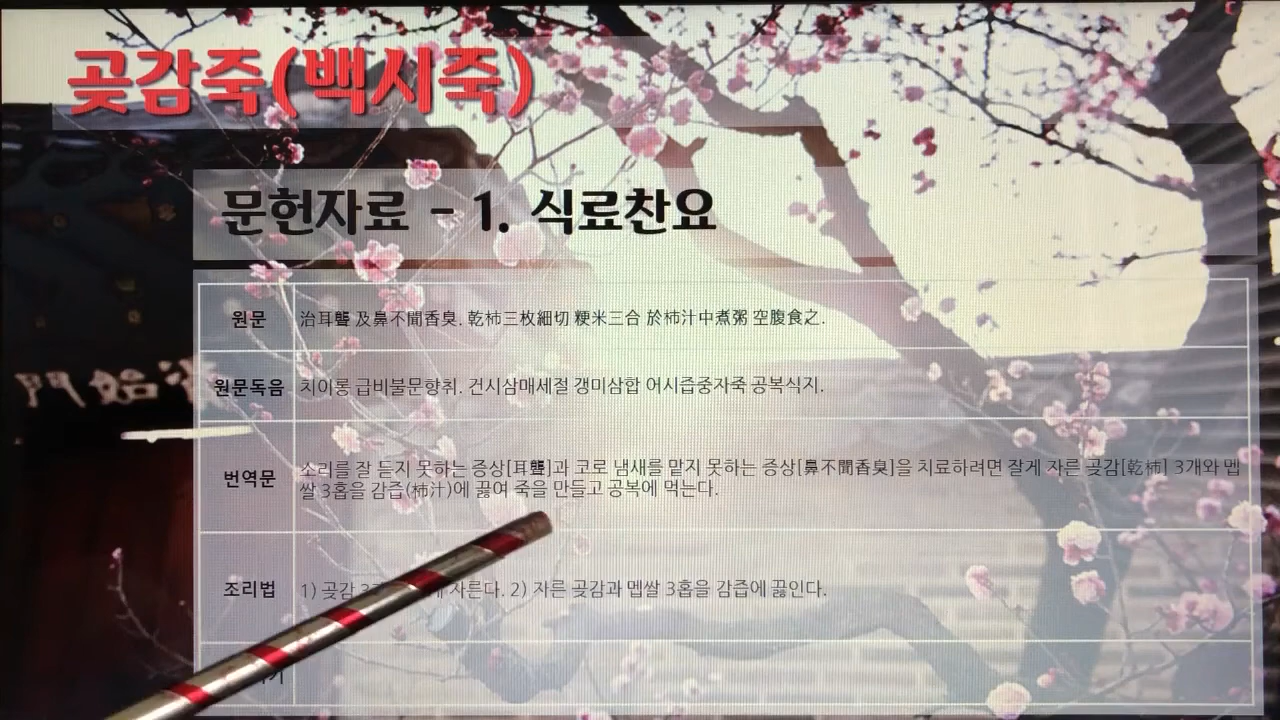 곶감죽(백시죽)
문헌자료 - 1. 식료찬요
원문 治耳聾 及鼻不聞香臭. 乾柿三枚細切 粳米三合 於柿汁中煮粥 空腹食之.
원문독음 치이롱 급비불문향취. 건시삼매세절 갱미삼합 어시즙중자죽 공복식지.
번역문 소리를 잘 듣지 못하는 증상[耳聾]과 코로 냄새를 맡지 못하는 증상[鼻不聞香臭]을 치료하려면 잘게 자른 곶감[乾柿] 3개와 멥
쌀 3홉을 감즙(柿汁)에 끓여 죽을 만들고 공복에 먹는다.
조리법 1) 곶감 자른다. 2) 자른 곶감과 멥쌀 3홉을 감즙에 끓인다.
門始